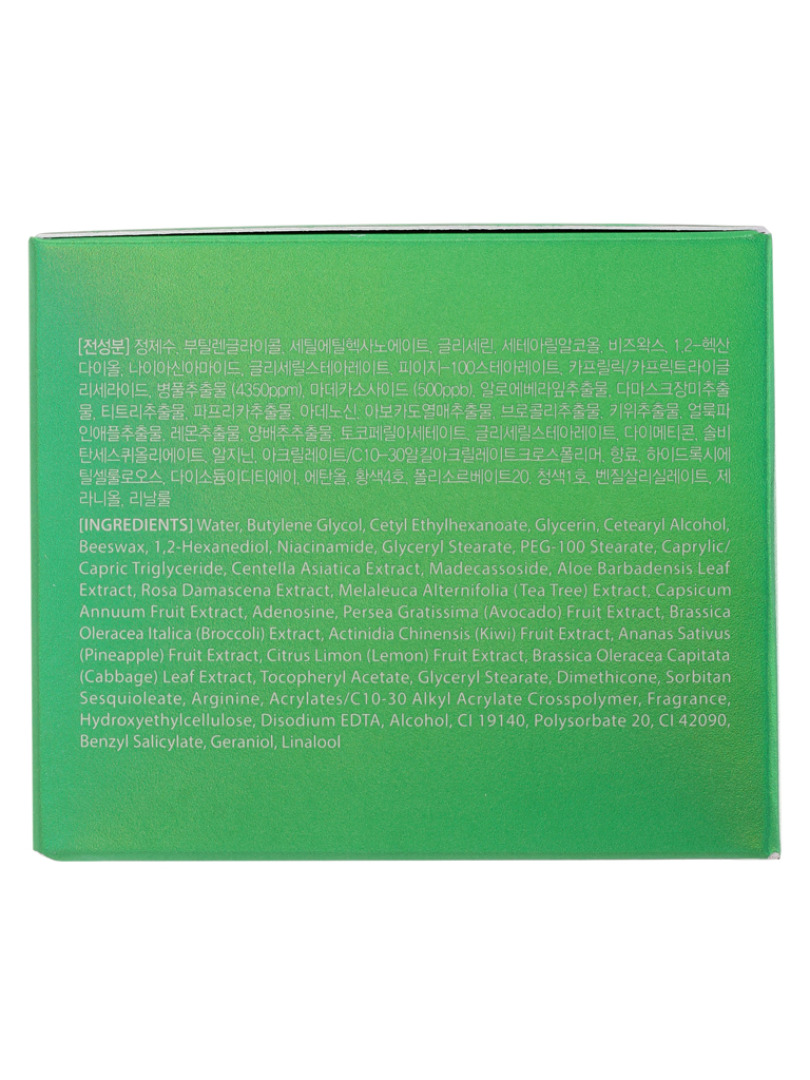 [전성분] 정제수, 부틸렌글라이콜, 세틸에틸헥사노에이트, 글리세린, 세테아릴알코올, 비즈왁스, 1,2-헥산
다이올, 나이아신아마이드, 글리세릴스테아레이트, 피이지-100스테아레이트, 카프릴릭/카프릭트라이글
리세라이드, 병풀추출물 (4350ppm), 마데카소사이드 (500ppb), 알로에베라잎추출물, 다마스크장미추출
물, 티트리추출물, 파프리카추출물, 아데노신, 아보카도열매추출물, 브로콜리추출물, 키위추출물, 얼룩파
인애플추출물, 레몬추출물, 양배추추출물, 토코페릴아세테이트, 글리세릴스테아레이트, 다이메티콘, 솔비
탄세스퀴올리에이트, 알지닌, 아크릴레이트/C10-30알킬아크릴레이트크로스폴리머, 향료, 하이드록시에
틸셀룰로오스, 다이소듐이디티에이, 에탄올, 황색4호, 폴리소르베이트20, 청색1호, 벤질살리실레이트, 제
라니올, 리날룰
[INGREDIENTS] Water, Butylene Glycol, Cetyl Ethylhexanoate, Glycerin, Cetearyl Alcohol,
Beeswax, 1,2-Hexanediol, Niacinamide, Glyceryl Stearate, PEG-100 Stearate, Caprylic/
Capric Triglyceride, Centella Asiatica Extract, Madecassoside, Aloe Barbadensis Leaf
Extract, Rosa Damascena Extract, Melaleuca Alternifolia (Tea Tree) Extract, Capsicum
Annuum Fruit Extract, Adenosine, Persea Gratissima (Avocado) Fruit Extract, Brassica
Oleracea Italica (Broccoli) Extract, Actinidia Chinensis (Kiwi) Fruit Extract, Ananas Sativus
(Pineapple) Fruit Extract, Citrus Limon (Lemon) Fruit Extract, Brassica Oleracea Capitata
(Cabbage) Leaf Extract, Tocopheryl Acetate, Glyceryl Stearate, Dimethicone, Sorbitan
Sesquioleate, Arginine, Acrylates/C10-30 Alkyl Acrylate Crosspolymer, Fragrance,
Hydroxyethylcellulose, Disodium EDTA, Alcohol, CI 19140, Polysorbate 20, CI 42090,
Benzyl Salicylate, Geraniol, Linalool